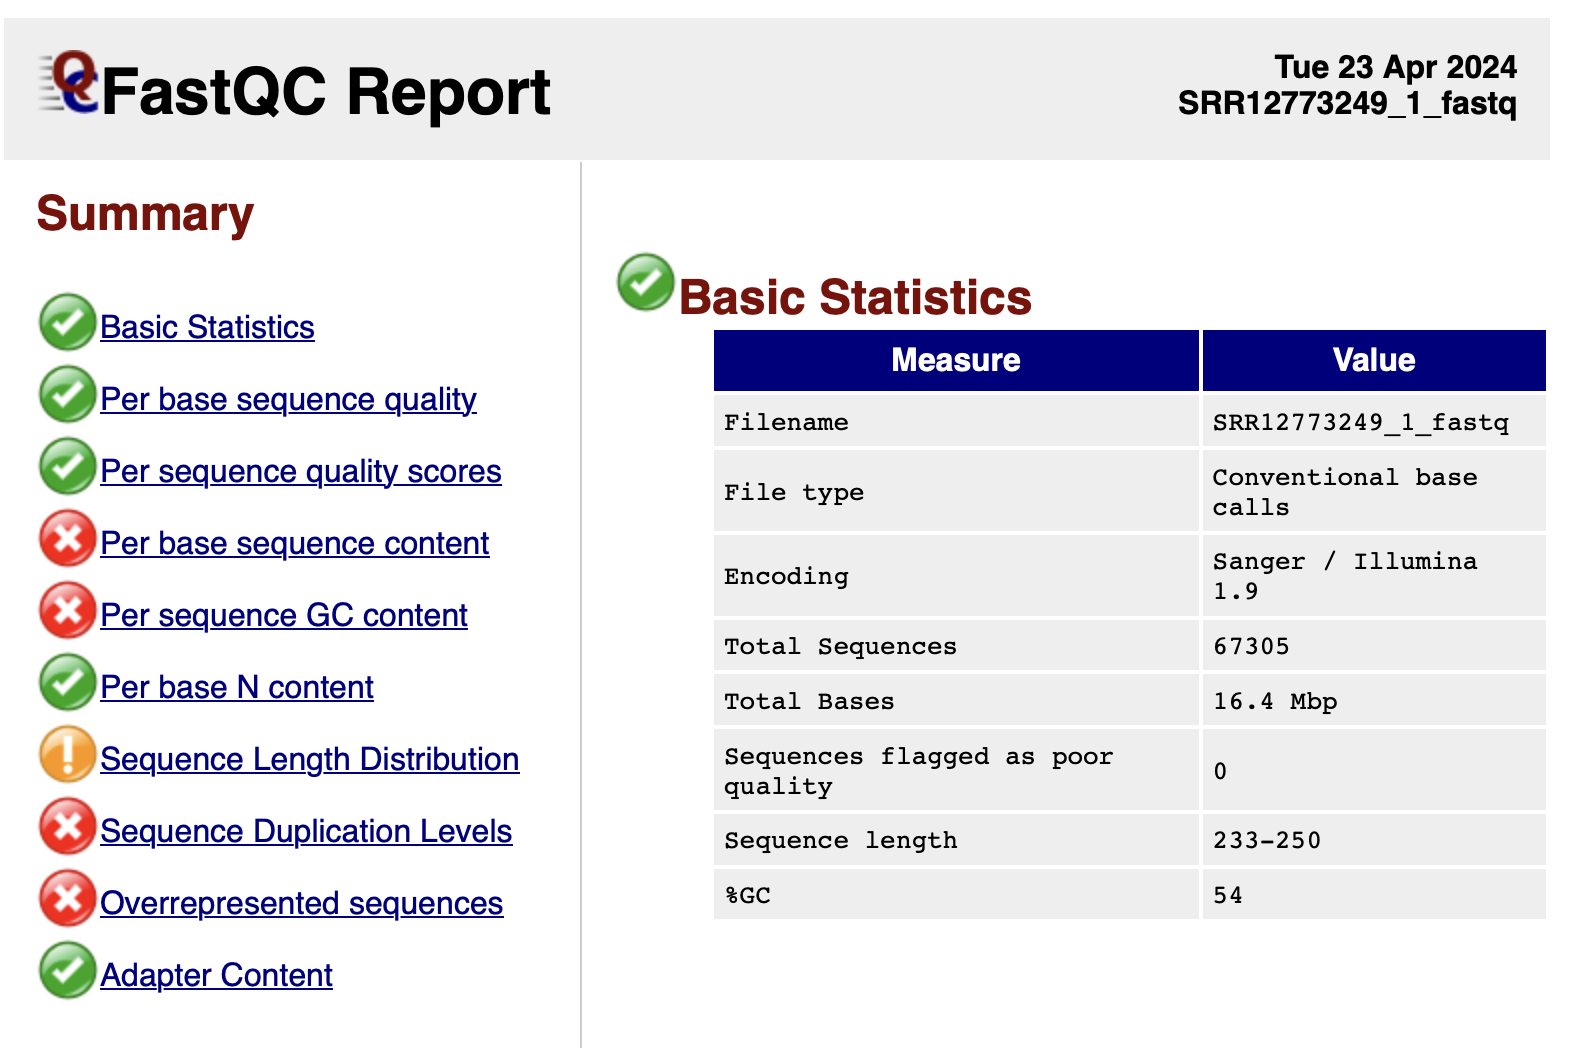 FastQC Report
Tue 23 Apr 2024
SRR12773249_1_fastq
Summary
Basic Statistics
Per base sequence quality
Per sequence quality scores
Per base sequence content
Per sequence GC content
Per base N content
Sequence Length Distribution
Sequence Duplication Levels
Overrepresented sequences
Adapter Content
Basic Statistics
Measure Value
Filename SRR12773249_1_fastq
File type Conventional base
calls
Encoding Sanger / Illumina
1.9
Total Sequences 67305
Total Bases 16.4 Mbp
Sequences flagged as poor
quality 0
Sequence length 233-250
%GC 54